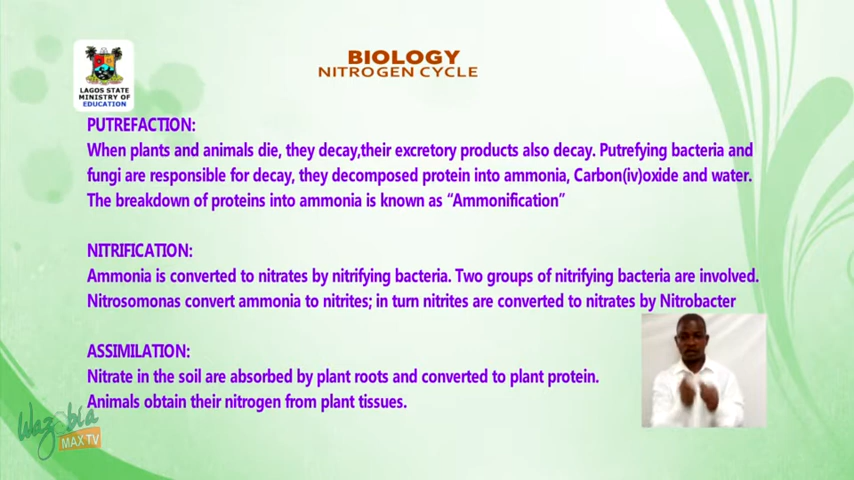 BIOLOGY
NITROGEN CYCLE
LAGOS STATE
MINISTRY OF
EDUCATION
PUTREFACTION:
When plants and animals die, they decay,their excretory products also decay. Putrefying bacteria and
fungi are responsible for decay, they decomposed protein into ammonia, Carbon(iv)oxide and water.
The breakdown of proteins into ammonia is known as “Ammonification”
NITRIFICATION:
Ammonia is converted to nitrates by nitrifying bacteria. Two groups of nitrifying bacteria are involved.
Nitrosomonas convert ammonia to nitrites; in turn nitrites are converted to nitrates by Nitrobacter
ASSIMILATION:
Nitrate in the soil are absorbed by plant roots and converted to plant protein.
Animals obtain their nitrogen from plant tissues.
Wazobia
MAX TV